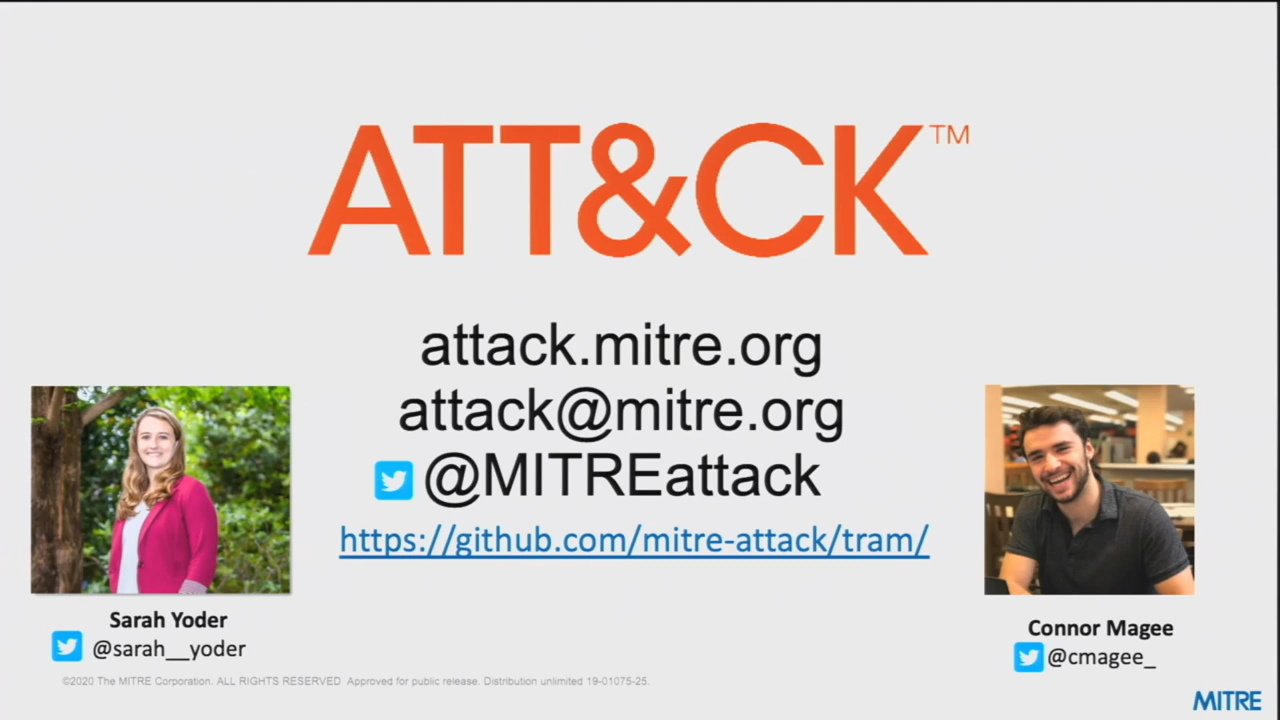 ATT&CK™
attack.mitre.org
attack@mitre.org
@MITREattack
https://github.com/mitre-attack/tram/
Sarah Yoder
@sarah__yoder
Connor Magee
@cmagee_
©2020 The MITRE Corporation. ALL RIGHTS RESERVED Approved for public release. Distribution unlimited 19-01075-25.
MITRE